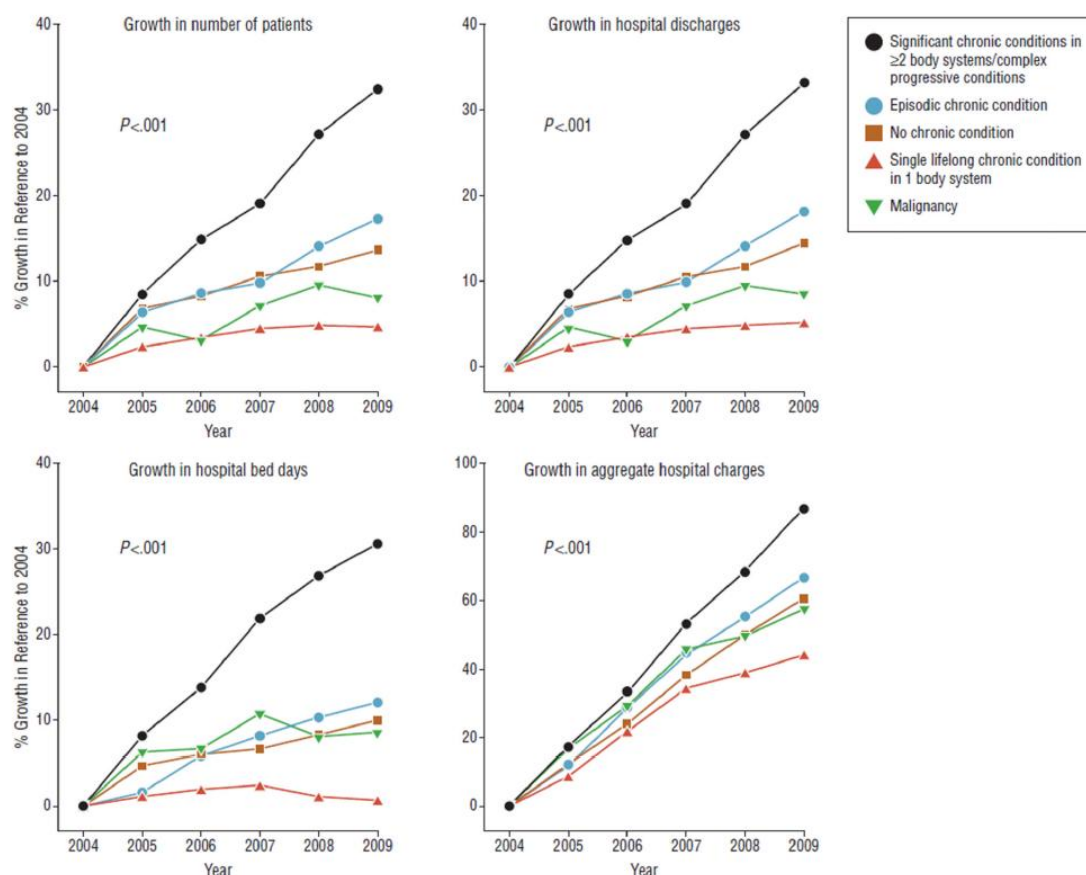 Growth in number of patients
40
30
20
10
0
% Growth in Reference to 2004
P<.001
2004 2005 2006 2007 2008 2009
Year
Growth in hospital discharges
40
30
20
10
0
P<.001
2004 2005 2006 2007 2008 2009
Year
Significant chronic conditions in
≥2 body systems/complex
progressive conditions
Episodic chronic condition
No chronic condition
Single lifelong chronic condition
in 1 body system
Malignancy
Growth in hospital bed days
40
30
20
10
0
% Growth in Reference to 2004
P<.001
2004 2005 2006 2007 2008 2009
Year
Growth in aggregate hospital charges
100
80
60
40
20
0
P<.001
2004 2005 2006 2007 2008 2009
Year